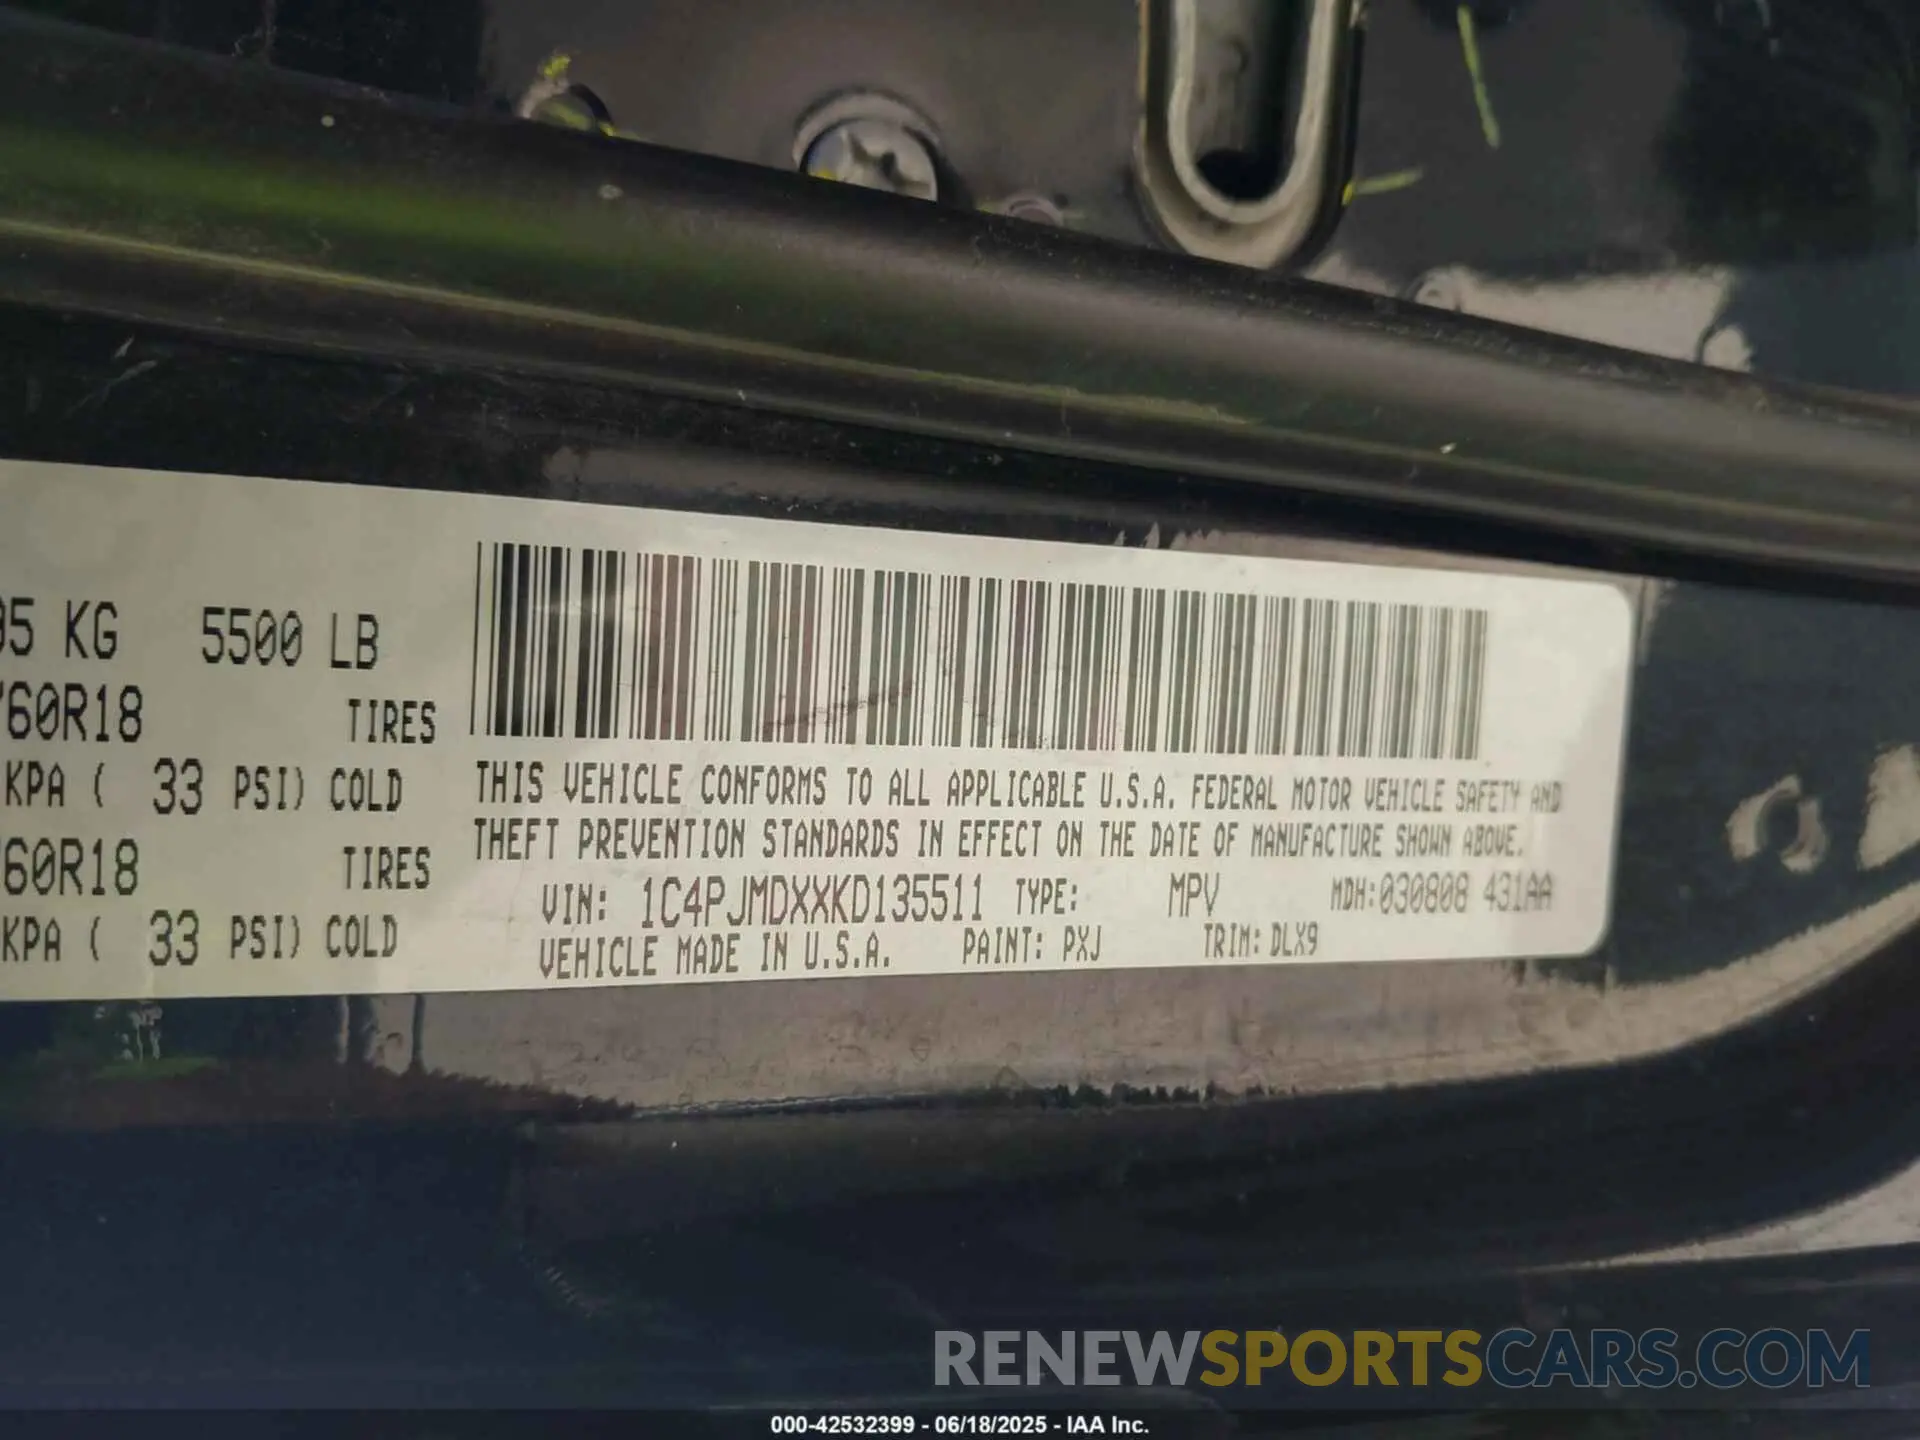 05 KG 5500 LB
/60R18 TIRES
KPA ( 33 PSI) COLD
/60R18 TIRES
KPA ( 33 PSI) COLD
THIS VEHICLE CONFORMS TO ALL APPLICABLE U.S.A. FEDERAL MOTOR VEHICLE SAFETY AND
THEFT PREVENTION STANDARDS IN EFFECT ON THE DATE OF MANUFACTURE SHOWN ABOVE.
VIN: 1C4PJMDXXKD135511 TYPE: MPV MDH:030808 431AA
VEHICLE MADE IN U.S.A. PAINT: PXJ TRIM: DLX9
RENEWSPORTSCARS.COM
000-42532399 - 06/18/2025 - IAA Inc.